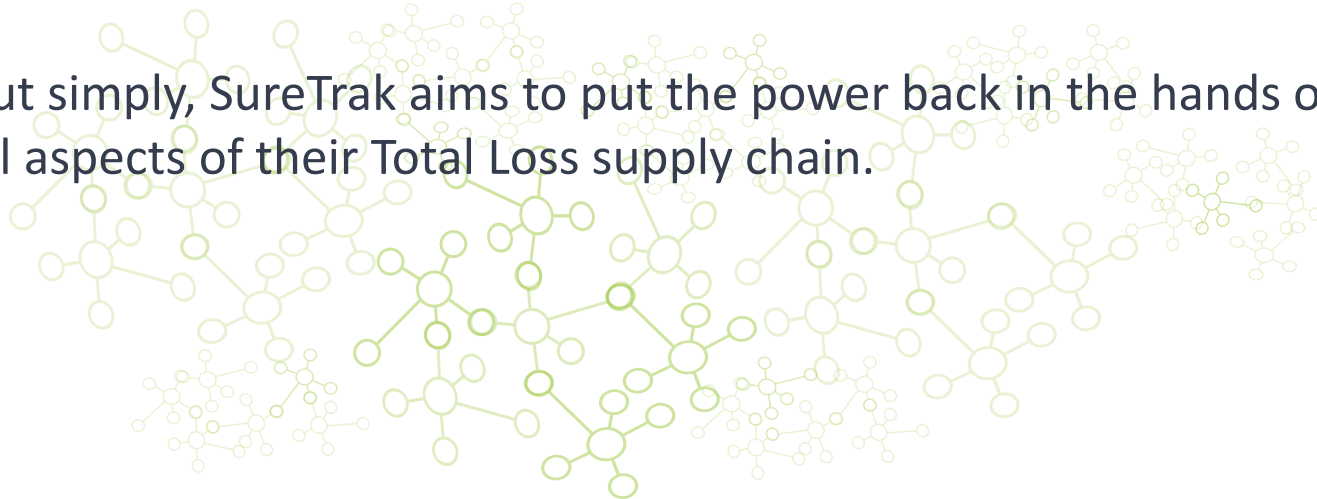 ut simply, SureTrak aims to put the power back in the hands o
l aspects of their Total Loss supply chain.